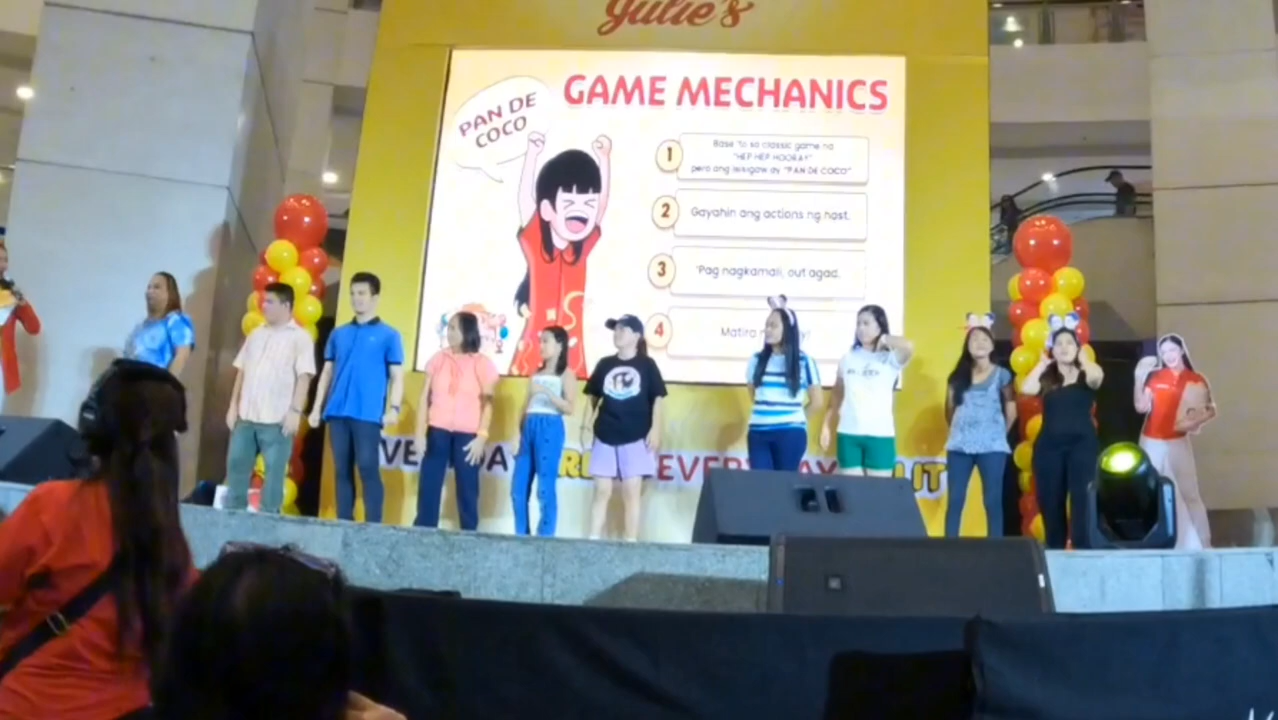 Julie's
GAME MECHANICS
PAN DE
COCO
1
Base 'to sa classic game na
"HEP HEP HOORAY"
pero ang isisigaw ay "PAN DE COCO"
2
Gayahin ang actions ng host.
3
'Pag nagkamali, out agad.
4
Matira